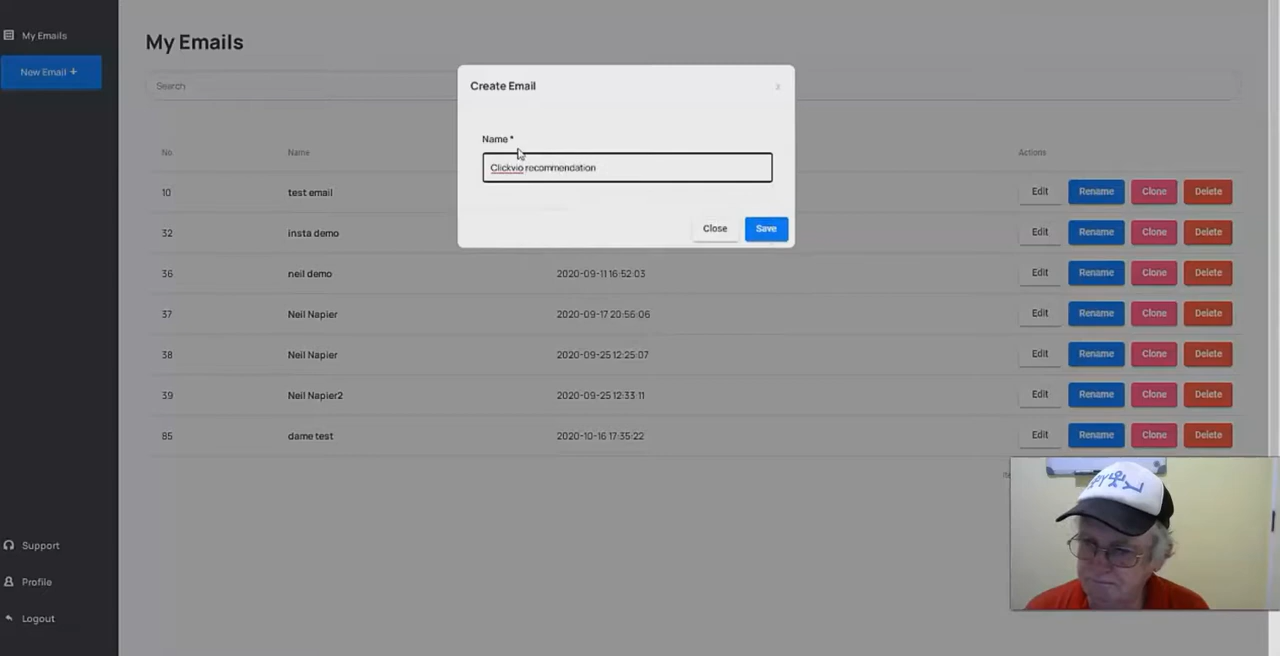 My Emails
New Email +
Support
Profile
Logout
My Emails
Search
No. Name Actions
10 test email Edit Rename Clone Delete
32 insta demo Edit Rename Clone Delete
36 neil demo 2020-09-11 16:52:03 Edit Rename Clone Delete
37 Neil Napier 2020-09-17 20:56:06 Edit Rename Clone Delete
38 Neil Napier 2020-09-25 12:25:07 Edit Rename Clone Delete
39 Neil Napier2 2020-09-25 12:33:11 Edit Rename Clone Delete
85 dame test 2020-10-16 17:35:22 Edit Rename Clone Delete
Create Email x
Name *
Clickvio recommendation
Close Save